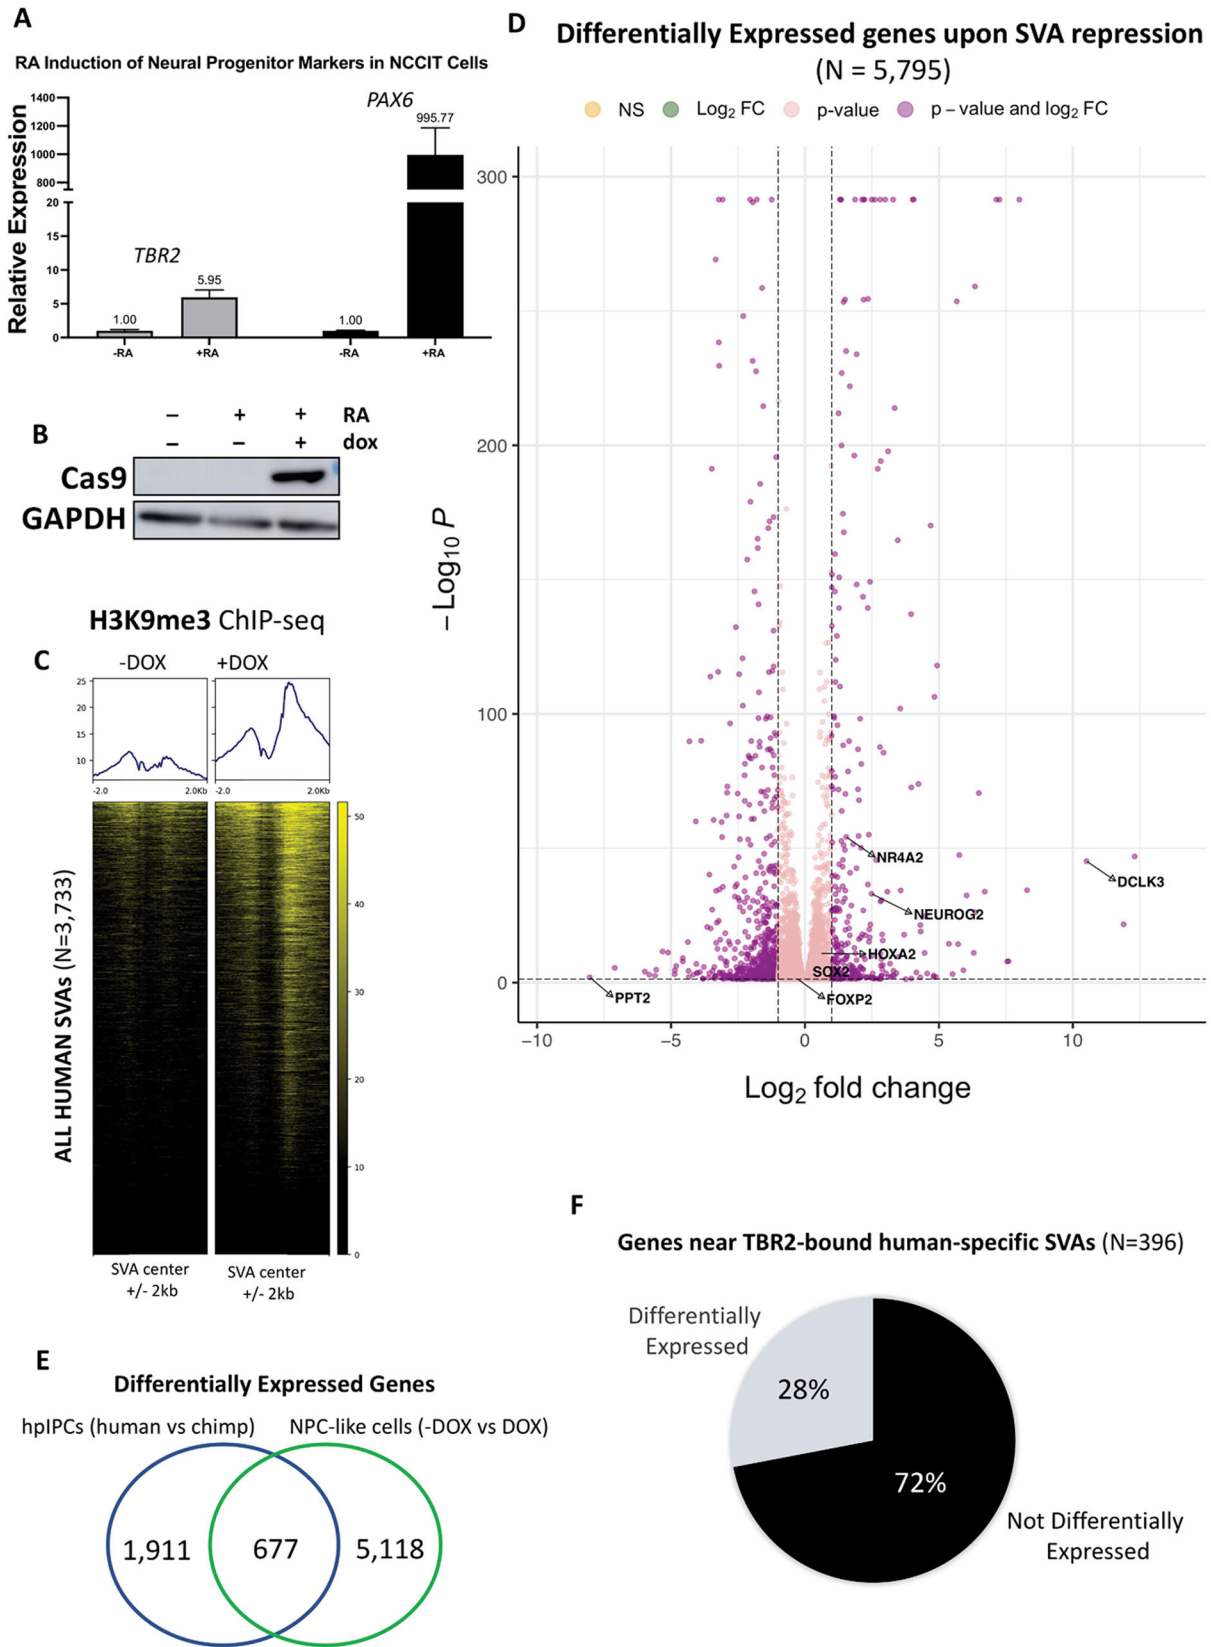 A
RA Induction of Neural Progenitor Markers in NCCIT Cells
Relative Expression
1400
1200
1000
800
20
15
10
5
0
TBR2
PAX6
1.00
5.95
1.00
995.77
-RA
+RA
-RA
+RA
B
– + + RA
– – + dox
Cas9
GAPDH
H3K9me3 ChIP-seq
C
-DOX +DOX
25
20
15
10
-2.0 2.0Kb
-2.0 2.0Kb
ALL HUMAN SVAs (N=3,733)
50
40
30
20
10
0
SVA center
+/- 2kb
SVA center
+/- 2kb
D
Differentially Expressed genes upon SVA repression
(N = 5,795)
NS Log2 FC p-value p – value and log2 FC
–Log10 P
300
200
100
0
NR4A2
DCLK3
NEUROG2
HOXA2
SOX2
FOXP2
PPT2
–10 –5 0 5 10
Log2 fold change
E
Differentially Expressed Genes
hpIPCs (human vs chimp) NPC-like cells (-DOX vs DOX)
1,911 677 5,118
F
Genes near TBR2-bound human-specific SVAs (N=396)
Differentially
Expressed
28%
72%
Not Differentially
Expressed